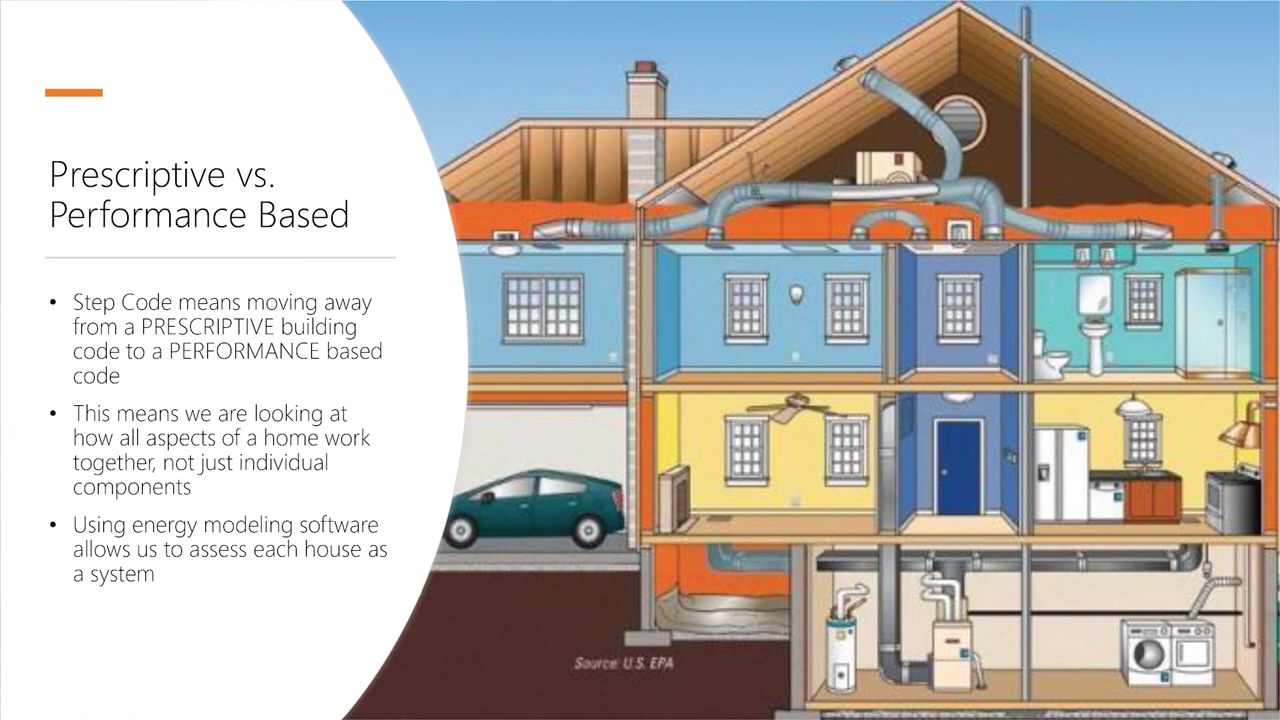 Prescriptive vs.
Performance Based
• Step Code means moving away
from a PRESCRIPTIVE building
code to a PERFORMANCE based
code
• This means we are looking at
how all aspects of a home work
together, not just individual
components
• Using energy modeling software
allows us to assess each house as
a system
Source: U.S. EPA